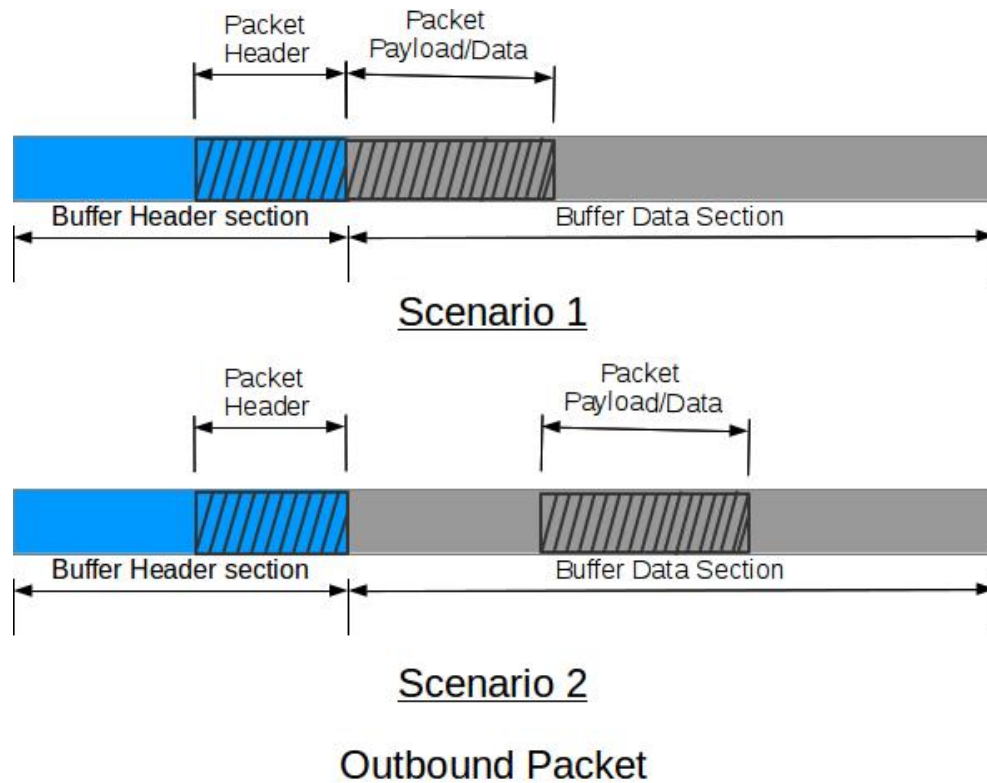 Packet
Header
Packet
Payload/Data
Buffer Header section
Buffer Data Section
Scenario 1
Packet
Header
Packet
Payload/Data
Buffer Header section
Buffer Data Section
Scenario 2
Outbound Packet